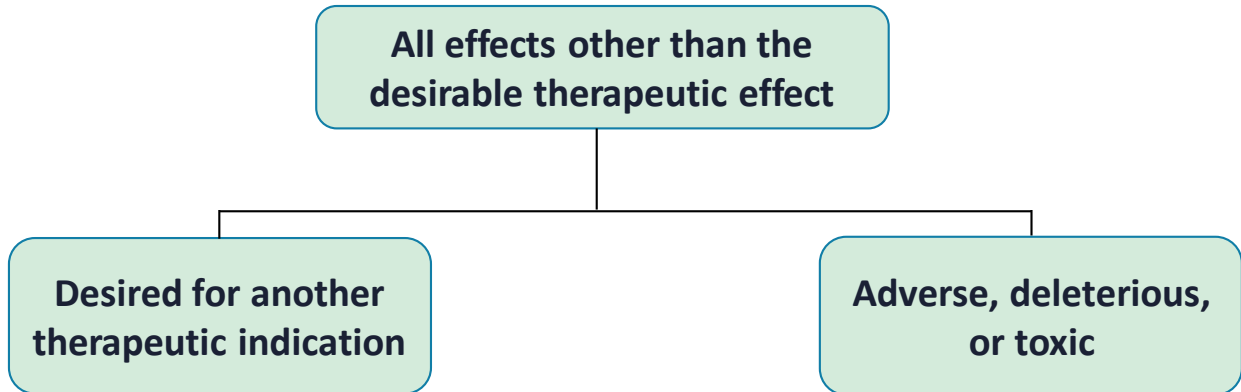 All effects other than the
desirable therapeutic effect
Desired for another
therapeutic indication
Adverse, deleterious,
or toxic